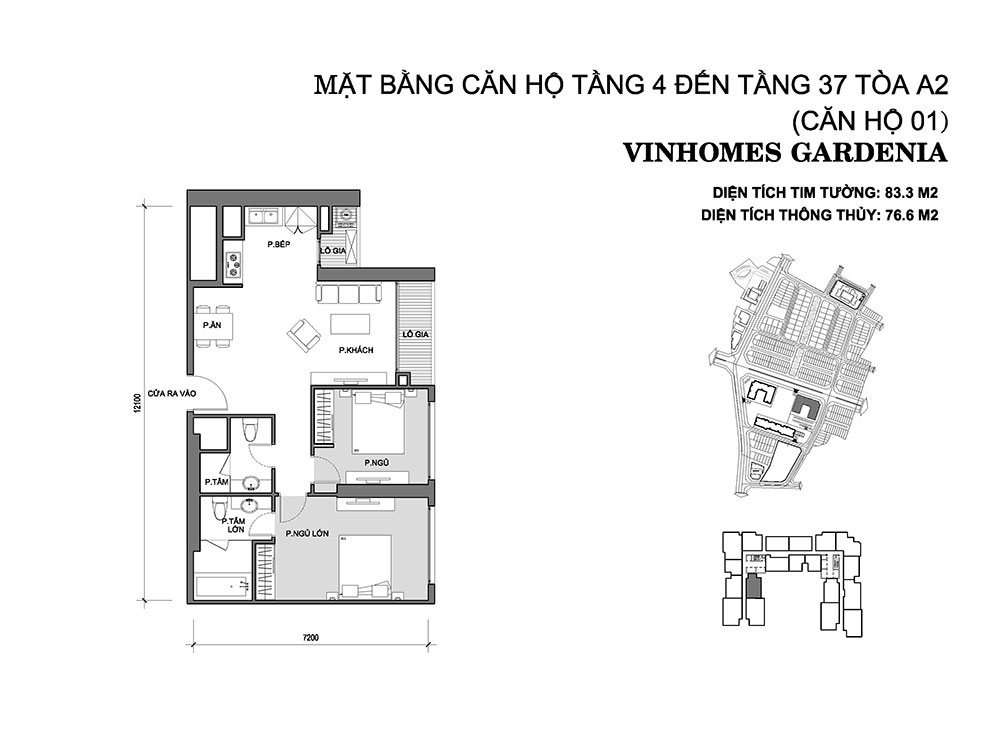 MẶT BẰNG CĂN HỘ TẦNG 4 ĐẾN TẦNG 37 TÒA A2
(CĂN HỘ 01)
VINHOMES GARDENIA
DIỆN TÍCH TIM TƯỜNG: 83.3 M2
DIỆN TÍCH THÔNG THỦY: 76.6 M2
P.BẾP
LÔ GIA
P.ĂN
LÔ GIA
P.KHÁCH
CỬA RA VÀO
12100
P.NGỦ
P.TẮM
P.TẮM
LỚN
P.NGỦ LỚN
7200